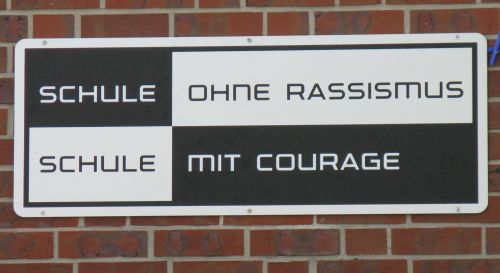 SCHULE OHNE RASSISMUS
SCHULE MIT COURAGE